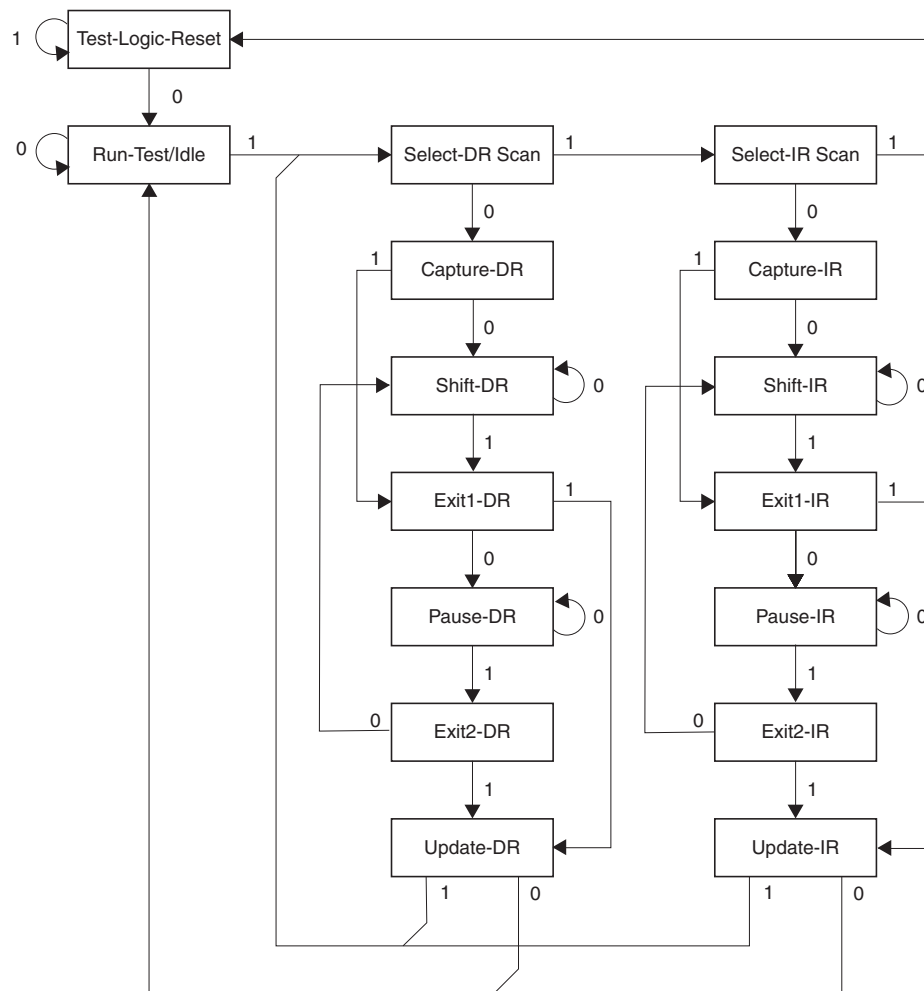 Test-Logic-Reset
1
0
Run-Test/Idle
0
1
Select-DR Scan
1
Select-IR Scan
1
0
0
Capture-DR
1
Capture-IR
1
0
0
Shift-DR
0
Shift-IR
0
1
1
Exit1-DR
1
Exit1-IR
1
0
0
Pause-DR
0
Pause-IR
0
1
1
Exit2-DR
0
Exit2-IR
0
1
1
Update-DR
Update-IR
1
0
1
0